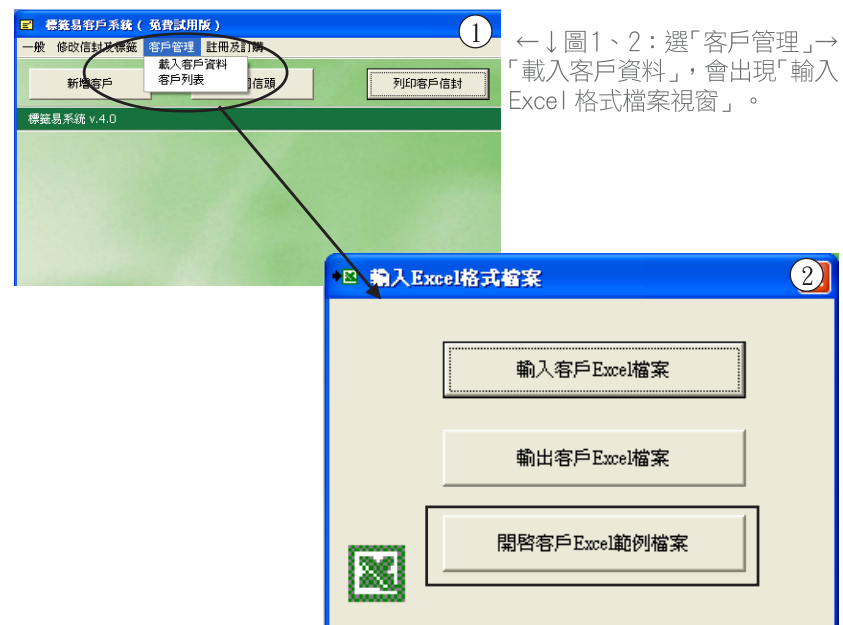 標籤易客戶系統 ( 免費試用版 )
1
一般 修改信封及標籤 客戶管理 註冊及訂購
載入客戶資料
客戶列表
新增客戶
信頭
列印客戶信封
標籤易系統 v.4.0
←↓圖1、2：選「客戶管理」→
「載入客戶資料」，會出現「輸入
Excel 格式檔案視窗」。
輸入Excel格式檔案
2
輸入客戶Excel檔案
輸出客戶Excel檔案
開啓客戶Excel範例檔案